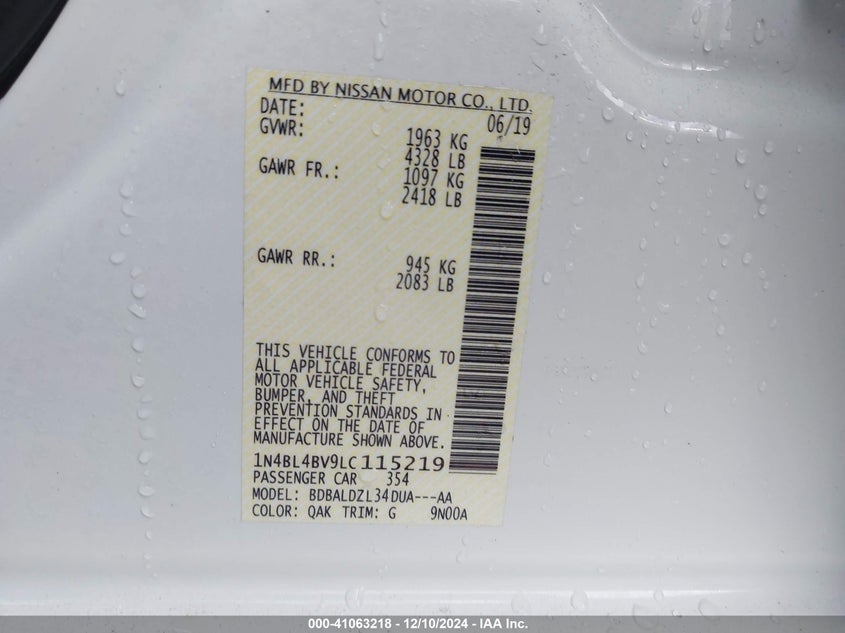 MFD BY NISSAN MOTOR CO., LTD.
DATE: 06/19
GVWR: 1963 KG
4328 LB
GAWR FR.: 1097 KG
2418 LB
GAWR RR.: 945 KG
2083 LB
THIS VEHICLE CONFORMS TO
ALL APPLICABLE FEDERAL
MOTOR VEHICLE SAFETY,
BUMPER, AND THEFT
PREVENTION STANDARDS IN
EFFECT ON THE DATE OF
MANUFACTURE SHOWN ABOVE.
1N4BL4BV9LC115219
PASSENGER CAR 354
MODEL: BDBALDZL34DUA---AA
COLOR: QAK TRIM: G 9N00A
000-41063218 - 12/10/2024 - IAA Inc.